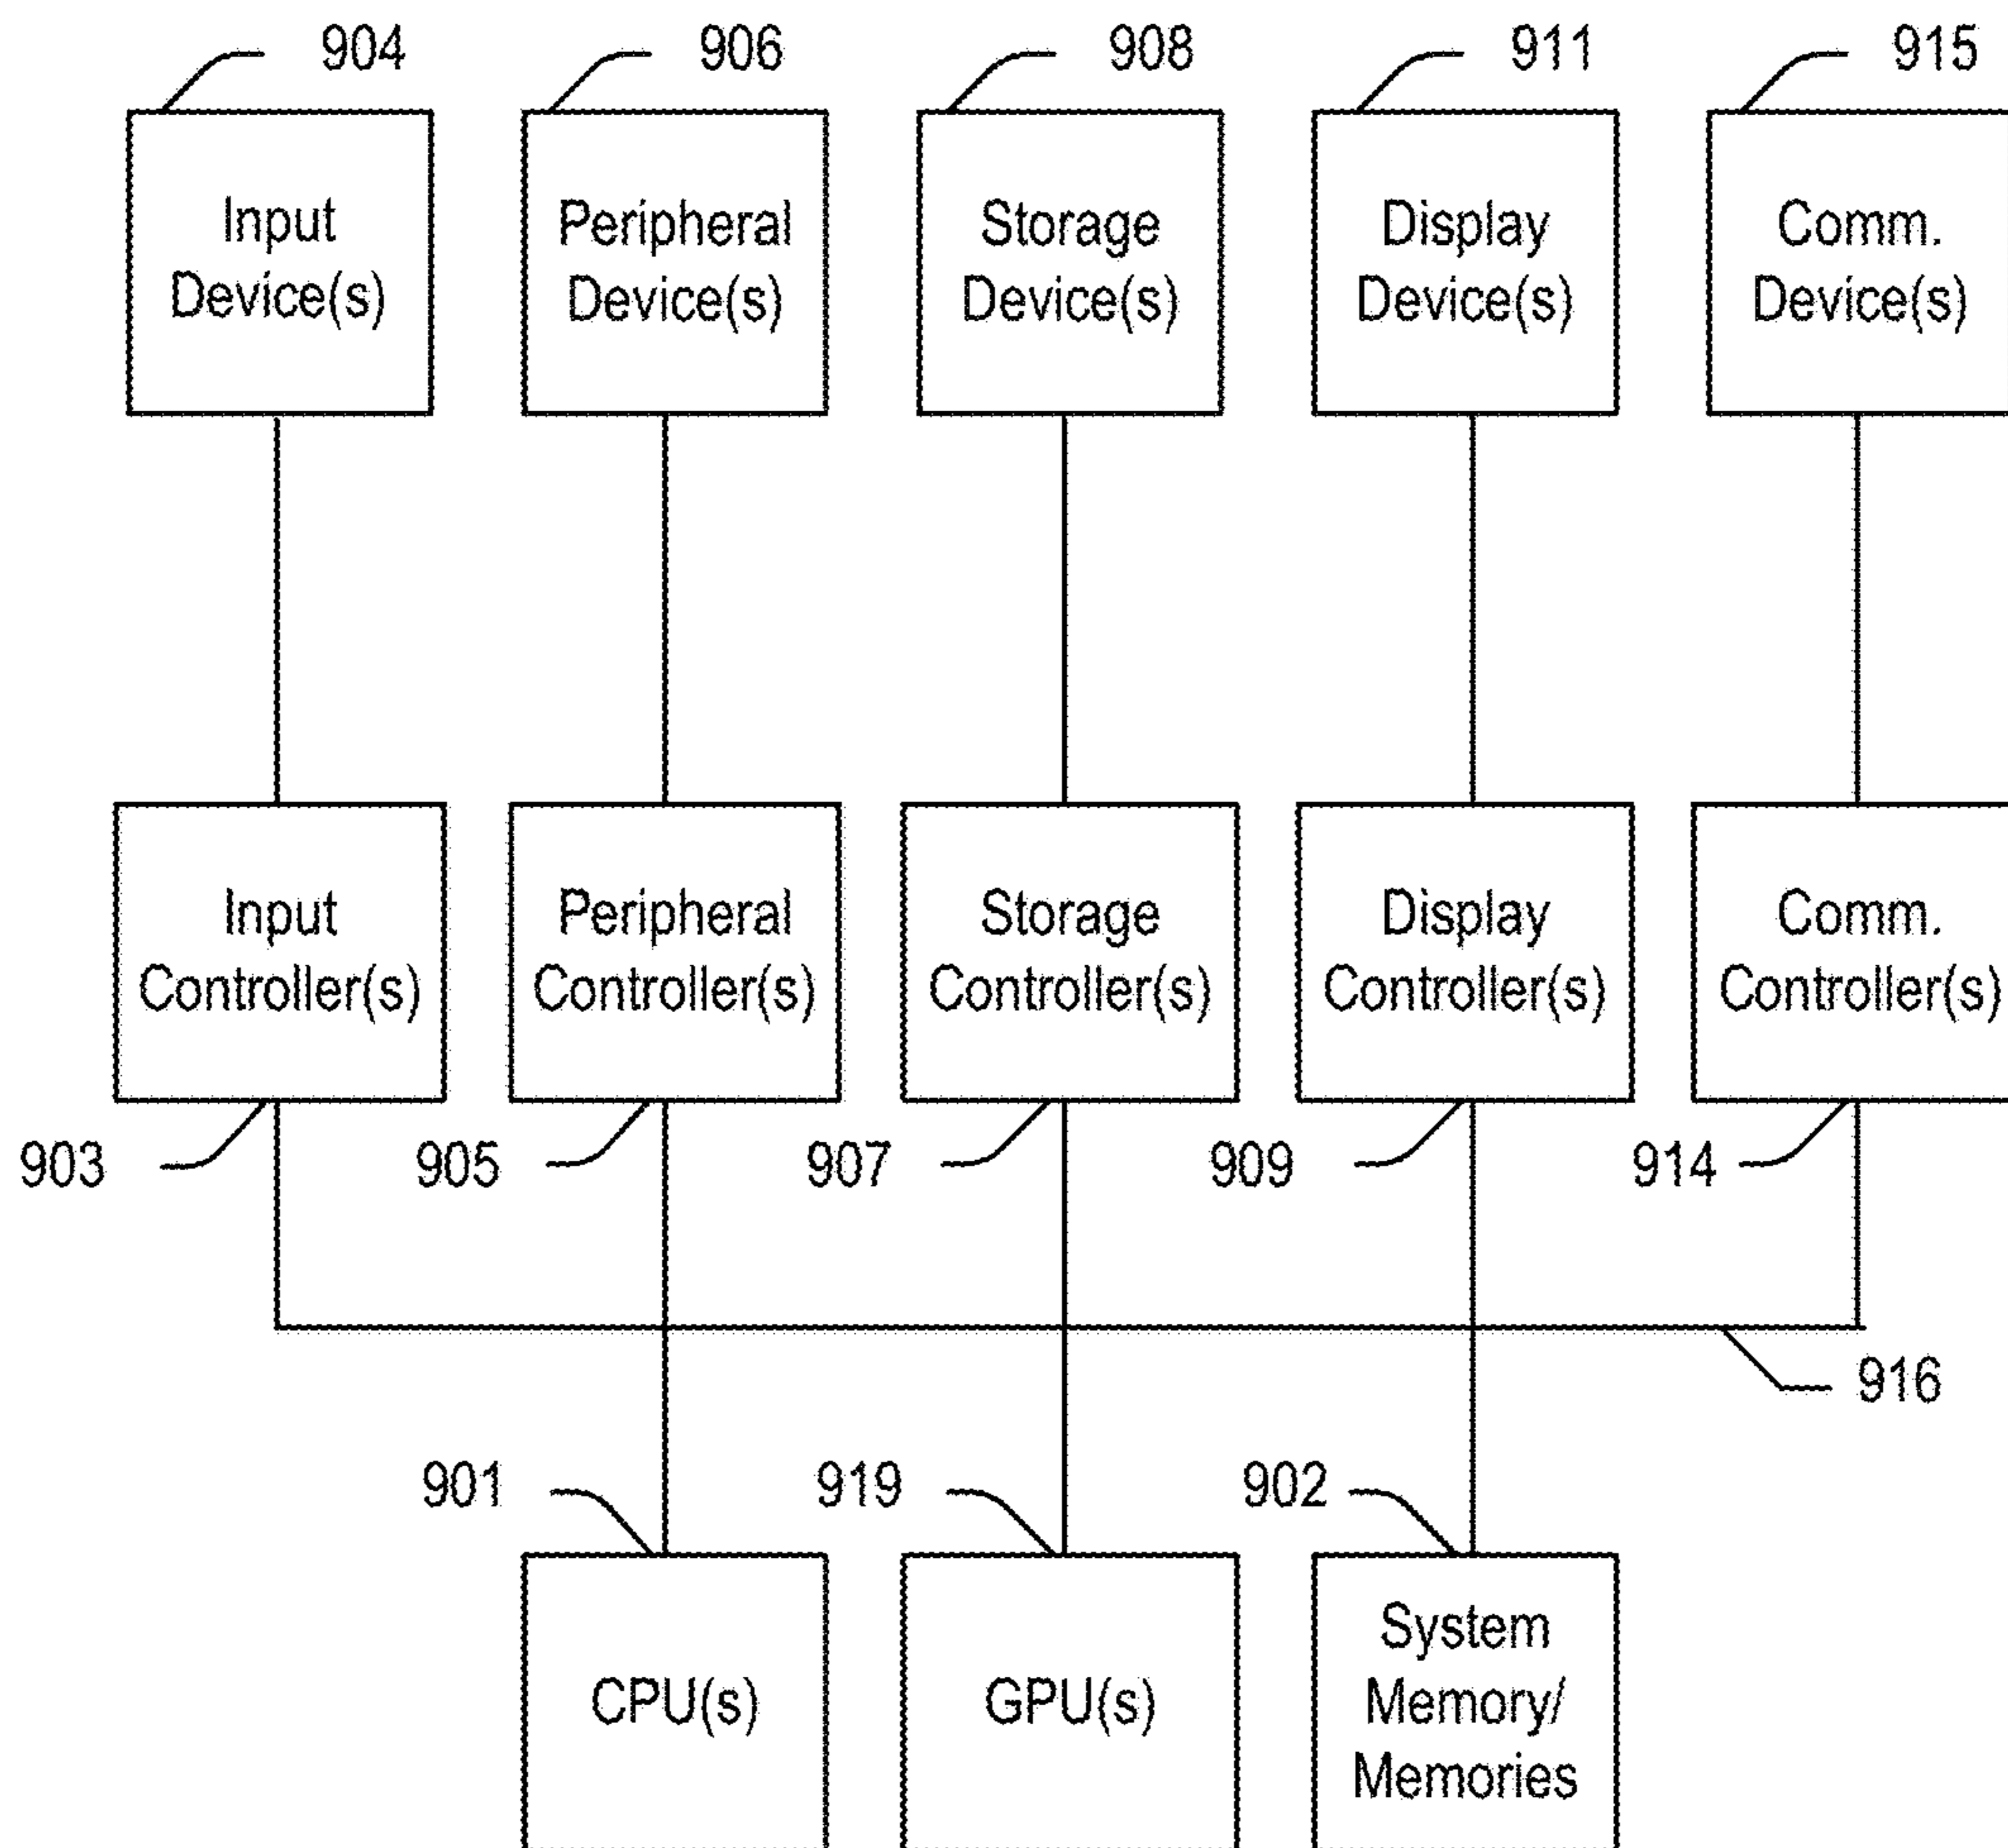 904
906
908
911
915
Input
Device(s)
Peripheral
Device(s)
Storage
Device(s)
Display
Device(s)
Comm.
Device(s)
Input
Controller(s)
Peripheral
Controller(s)
Storage
Controller(s)
Display
Controller(s)
Comm.
Controller(s)
903
905
907
909
914
916
901
919
902
CPU(s)
GPU(s)
System
Memory/
Memories